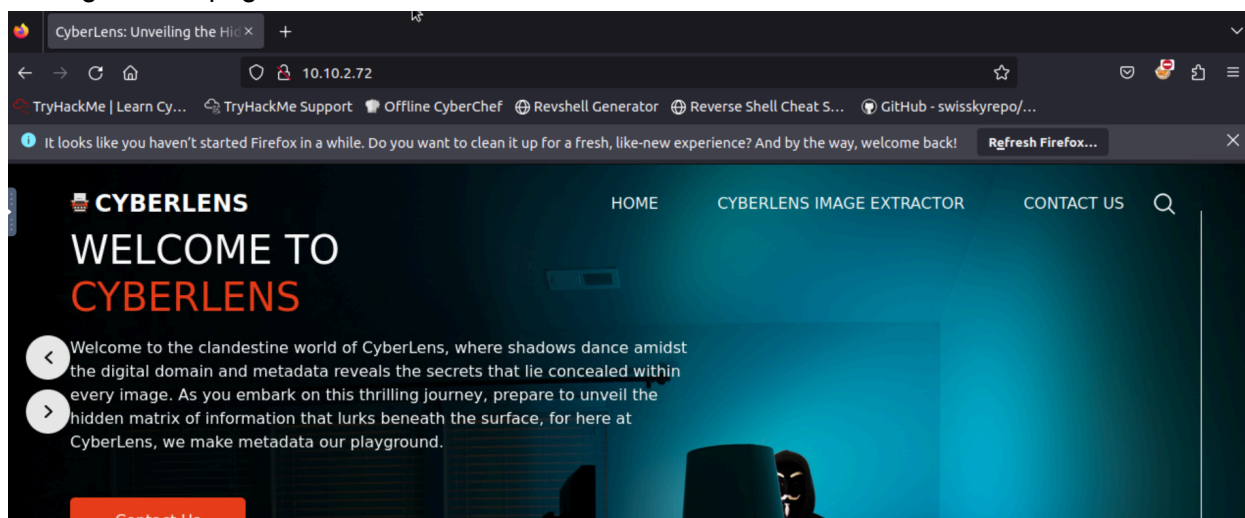 CyberLens: Unveiling the Hid
10.10.2.72
TryHackMe | Learn Cy... TryHackMe Support Offline CyberChef Revshell Generator Reverse Shell Cheat S... GitHub - swisskyrepo/...
It looks like you haven't started Firefox in a while. Do you want to clean it up for a fresh, like-new experience? And by the way, welcome back! Refresh Firefox...
CYBERLENS HOME CYBERLENS IMAGE EXTRACTOR CONTACT US
WELCOME TO
CYBERLENS
Welcome to the clandestine world of CyberLens, where shadows dance amidst
the digital domain and metadata reveals the secrets that lie concealed within
every image. As you embark on this thrilling journey, prepare to unveil the
hidden matrix of information that lurks beneath the surface, for here at
CyberLens, we make metadata our playground.
Contact Us